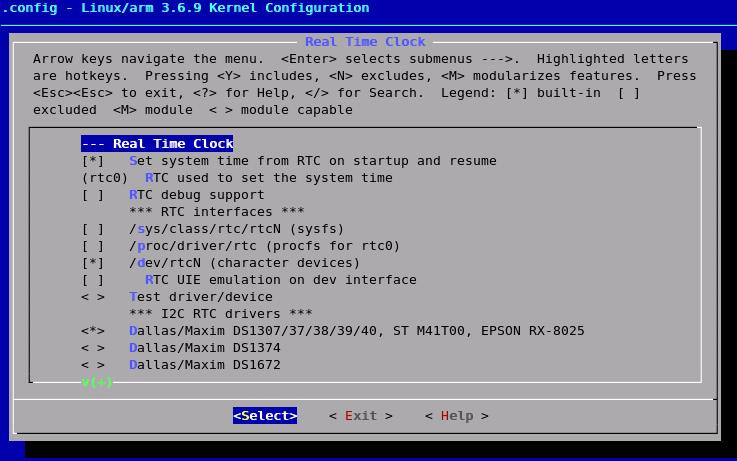 .config - Linux/arm 3.6.9 Kernel Configuration
Real Time Clock
Arrow keys navigate the menu.  <Enter> selects submenus --->.  Highlighted letters
are hotkeys.  Pressing <Y> includes, <N> excludes, <M> modularizes features.  Press
<Esc><Esc> to exit, <?> for Help, </> for Search.  Legend: [*] built-in  [ ]
excluded  <M> module  < > module capable
--- Real Time Clock
[*]   Set system time from RTC on startup and resume
(rtc0)  RTC used to set the system time
[ ]   RTC debug support
*** RTC interfaces ***
[ ]   /sys/class/rtc/rtcN (sysfs)
[ ]   /proc/driver/rtc (procfs for rtc0)
[*]   /dev/rtcN (character devices)
[ ]     RTC UIE emulation on dev interface
< >   Test driver/device
*** I2C RTC drivers ***
<*>   Dallas/Maxim DS1307/37/38/39/40, ST M41T00, EPSON RX-8025
< >   Dallas/Maxim DS1374
< >   Dallas/Maxim DS1672
v(+)
<Select>    < Exit >    < Help >